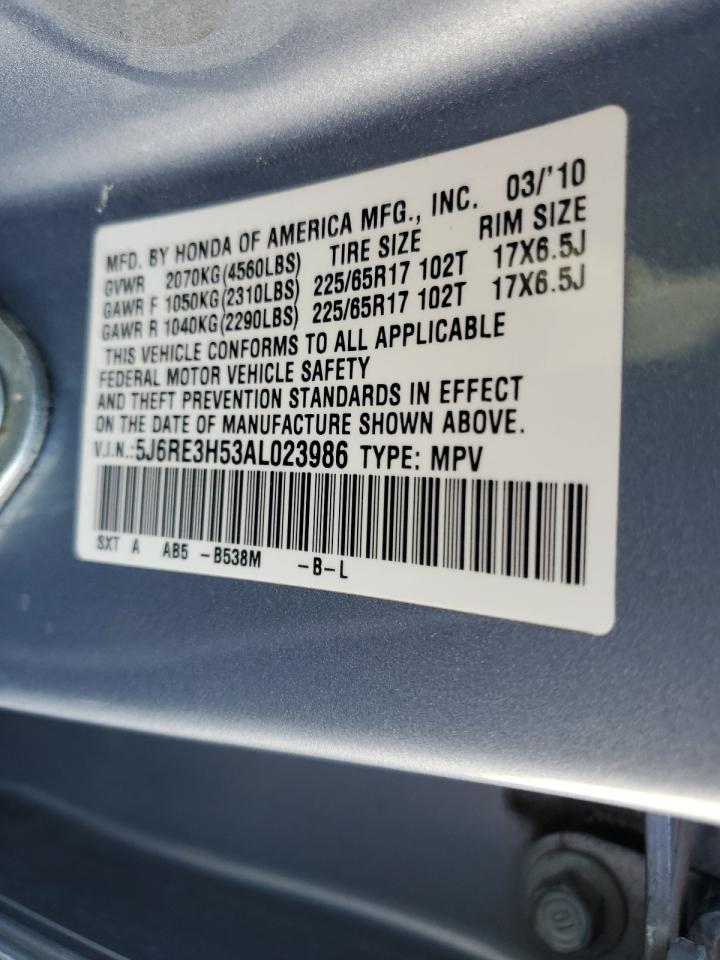 MFD. BY HONDA OF AMERICA MFG., INC. 03/'10
GVWR 2070KG(4560LBS) TIRE SIZE RIM SIZE
GAWR F 1050KG(2310LBS) 225/65R17 102T 17X6.5J
GAWR R 1040KG(2290LBS) 225/65R17 102T 17X6.5J
THIS VEHICLE CONFORMS TO ALL APPLICABLE
FEDERAL MOTOR VEHICLE SAFETY
AND THEFT PREVENTION STANDARDS IN EFFECT
ON THE DATE OF MANUFACTURE SHOWN ABOVE.
V.I.N.:5J6RE3H53AL023986 TYPE: MPV
SXT A AB5 -B538M -B-L
10